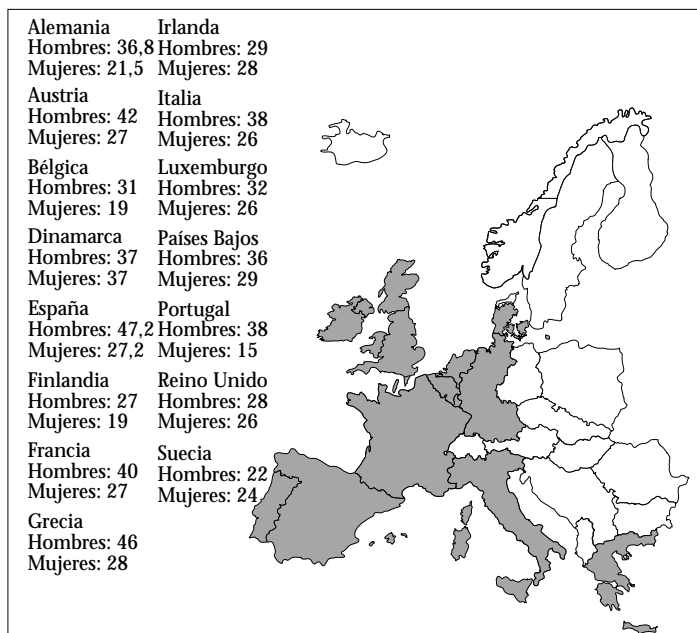 Alemania
Hombres: 36,8
Mujeres: 21,5
Austria
Hombres: 42
Mujeres: 27
Bélgica
Hombres: 31
Mujeres: 19
Dinamarca
Hombres: 37
Mujeres: 37
España
Hombres: 47,2
Mujeres: 27,2
Finlandia
Hombres: 27
Mujeres: 19
Francia
Hombres: 40
Mujeres: 27
Grecia
Hombres: 46
Mujeres: 28
Irlanda
Hombres: 29
Mujeres: 28
Italia
Hombres: 38
Mujeres: 26
Luxemburgo
Hombres: 32
Mujeres: 26
Países Bajos
Hombres: 36
Mujeres: 29
Portugal
Hombres: 38
Mujeres: 15
Reino Unido
Hombres: 28
Mujeres: 26
Suecia
Hombres: 22
Mujeres: 24